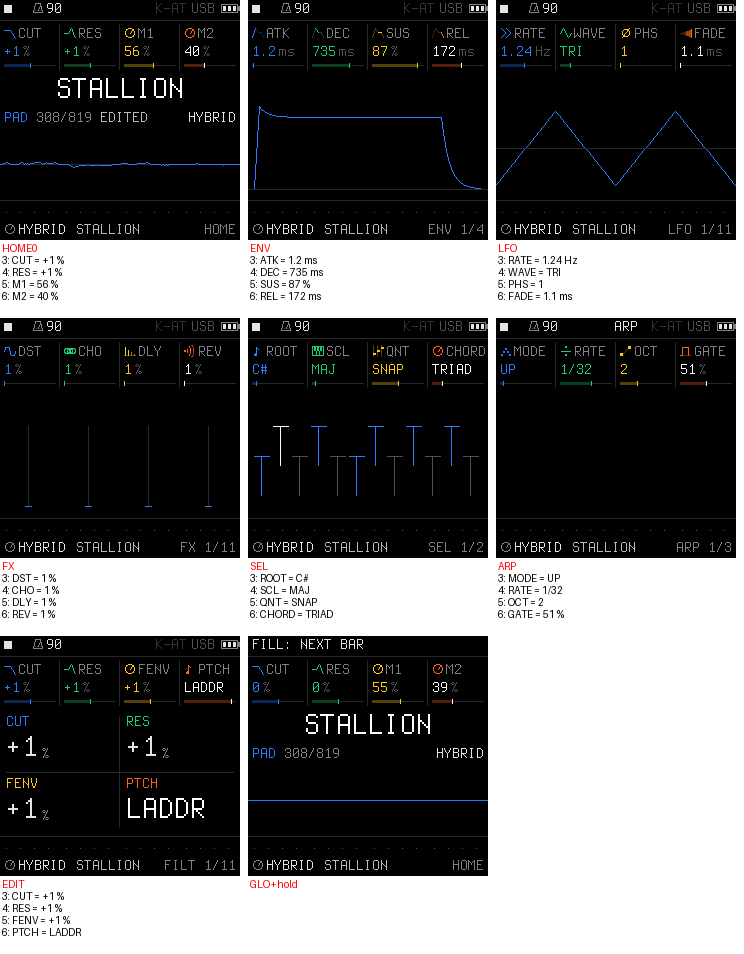 90 K-AT USB
CUT RES M1 M2
+1% +1% 56% 40%
STALLION
PAD 308/819 EDITED HYBRID
HYBRID STALLION HOME
HOME0
3: CUT = +1 %
4: RES = +1 %
5: M1 = 56 %
6: M2 = 40 %
90 K-AT USB
ATK DEC SUS REL
1.2ms 735ms 87% 172ms
HYBRID STALLION ENV 1/4
ENV
3: ATK = 1.2 ms
4: DEC = 735 ms
5: SUS = 87 %
6: REL = 172 ms
90 K-AT USB
RATE WAVE PHS FADE
1.24Hz TRI 1 1.1ms
HYBRID STALLION LFO 1/11
LFO
3: RATE = 1.24 Hz
4: WAVE = TRI
5: PHS = 1
6: FADE = 1.1 ms
90 K-AT USB
DST CHO DLY REV
1% 1% 1% 1%
HYBRID STALLION FX 1/11
FX
3: DST = 1 %
4: CHO = 1 %
5: DLY = 1 %
6: REV = 1 %
90 K-AT USB
ROOT SCL QNT CHORD
C# MAJ SNAP TRIAD
HYBRID STALLION SEL 1/2
SEL
3: ROOT = C#
4: SCL = MAJ
5: QNT = SNAP
6: CHORD = TRIAD
90 ARP K-AT USB
MODE RATE OCT GATE
UP 1/32 2 51%
HYBRID STALLION ARP 1/3
ARP
3: MODE = UP
4: RATE = 1/32
5: OCT = 2
6: GATE = 51 %
90 K-AT USB
CUT RES FENV PTCH
+1% +1% +1% LADDR
CUT RES
+1% +1%
FENV PTCH
+1% LADDR
HYBRID STALLION FILT 1/11
EDIT
3: CUT = +1 %
4: RES = +1 %
5: FENV = +1 %
6: PTCH = LADDR
FILL: NEXT BAR
CUT RES M1 M2
0% 0% 55% 39%
STALLION
PAD 308/819 HYBRID
HYBRID STALLION HOME
GLO+hold